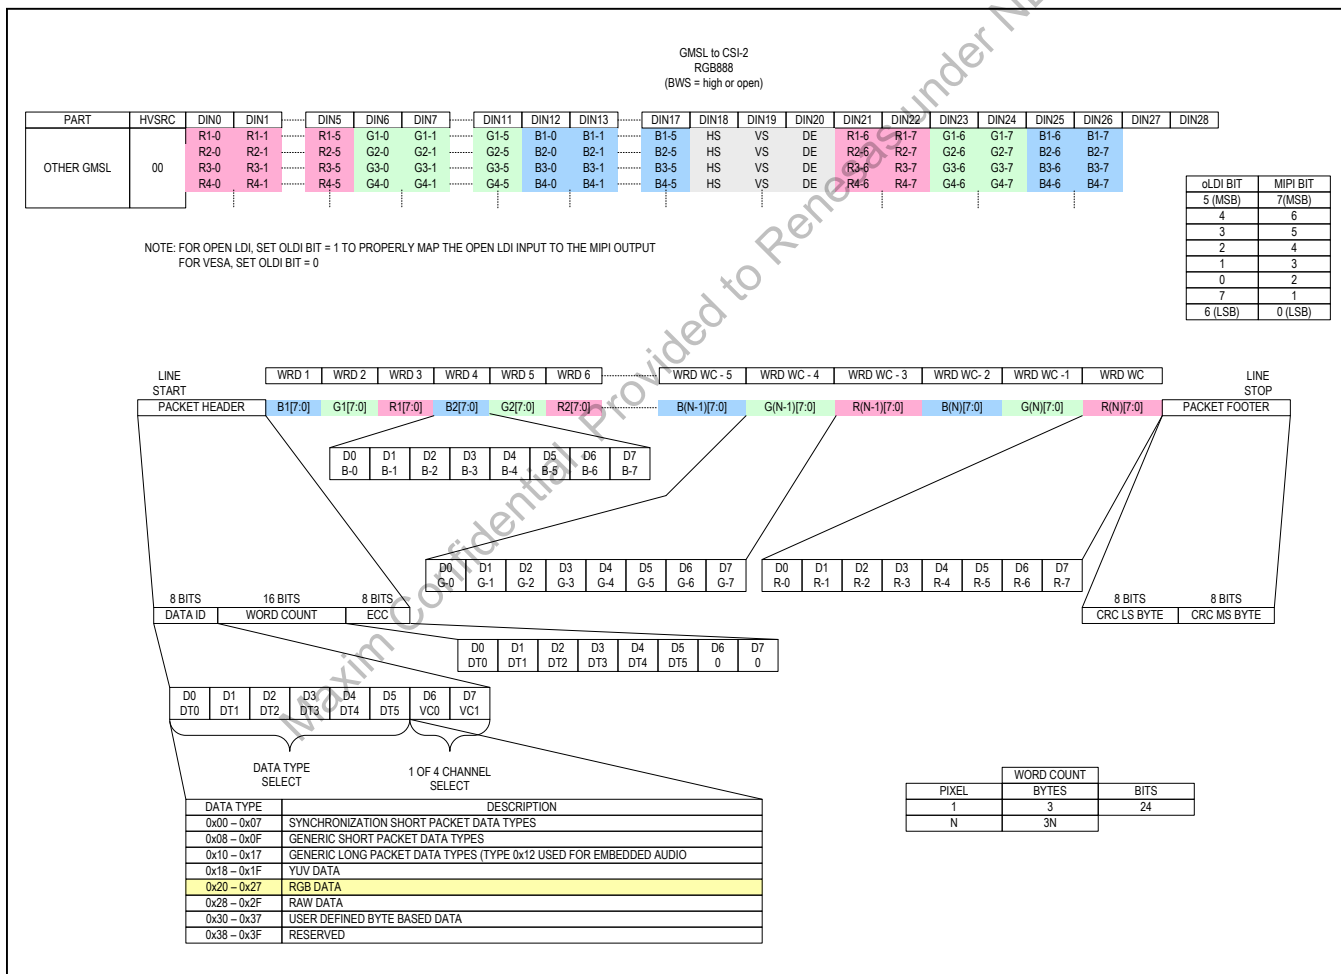 GMSL to CSI-2
RGB888
(BWS = high or open)
PART HVSRC DIN0 DIN1 DIN5 DIN6 DIN7 DIN11 DIN12 DIN13 DIN17 DIN18 DIN19 DIN20 DIN21 DIN22 DIN23 DIN24 DIN25 DIN26 DIN27 DIN28
R1-0 R1-1 R1-5 G1-0 G1-1 G1-5 B1-0 B1-1 B1-5 HS VS DE R1-6 R1-7 G1-6 G1-7 B1-6 B1-7
R2-0 R2-1 R2-5 G2-0 G2-1 G2-5 B2-0 B2-1 B2-5 HS VS DE R2-6 R2-7 G2-6 G2-7 B2-6 B2-7
OTHER GMSL 00 R3-0 R3-1 R3-5 G3-0 G3-1 G3-5 B3-0 B3-1 B3-5 HS VS DE R3-6 R3-7 G3-6 G3-7 B3-6 B3-7
R4-0 R4-1 R4-5 G4-0 G4-1 G4-5 B4-0 B4-1 B4-5 HS VS DE R4-6 R4-7 G4-6 G4-7 B4-6 B4-7
oLDI BIT MIPI BIT
5 (MSB) 7(MSB)
4 6
3 5
2 4
1 3
0 2
7 1
6 (LSB) 0 (LSB)
NOTE: FOR OPEN LDI, SET OLDI BIT = 1 TO PROPERLY MAP THE OPEN LDI INPUT TO THE MIPI OUTPUT
FOR VESA, SET OLDI BIT = 0
LINE
START
WRD 1 WRD 2 WRD 3 WRD 4 WRD 5 WRD 6 WRD WC - 5 WRD WC - 4 WRD WC - 3 WRD WC- 2 WRD WC -1 WRD WC
LINE
STOP
PACKET HEADER B1[7:0] G1[7:0] R1[7:0] B2[7:0] G2[7:0] R2[7:0] B(N-1)[7:0] G(N-1)[7:0] R(N-1)[7:0] B(N)[7:0] G(N)[7:0] R(N)[7:0] PACKET FOOTER
D0 D1 D2 D3 D4 D5 D6 D7
B-0 B-1 B-2 B-3 B-4 B-5 B-6 B-7
D0 D1 D2 D3 D4 D5 D6 D7
G-0 G-1 G-2 G-3 G-4 G-5 G-6 G-7
D0 D1 D2 D3 D4 D5 D6 D7
R-0 R-1 R-2 R-3 R-4 R-5 R-6 R-7
8 BITS 16 BITS 8 BITS
DATA ID WORD COUNT ECC
8 BITS 8 BITS
CRC LS BYTE CRC MS BYTE
D0 D1 D2 D3 D4 D5 D6 D7
DT0 DT1 DT2 DT3 DT4 DT5 0 0
D0 D1 D2 D3 D4 D5 D6 D7
DT0 DT1 DT2 DT3 DT4 DT5 VC0 VC1
DATA TYPE
SELECT
1 OF 4 CHANNEL
SELECT
DATA TYPE DESCRIPTION
0x00 – 0x07 SYNCHRONIZATION SHORT PACKET DATA TYPES
0x08 – 0x0F GENERIC SHORT PACKET DATA TYPES
0x10 – 0x17 GENERIC LONG PACKET DATA TYPES (TYPE 0x12 USED FOR EMBEDDED AUDIO
0x18 – 0x1F YUV DATA
0x20 – 0x27 RGB DATA
0x28 – 0x2F RAW DATA
0x30 – 0x37 USER DEFINED BYTE BASED DATA
0x38 – 0x3F RESERVED
WORD COUNT
PIXEL BYTES BITS
1 3 24
N 3N
Maxim Confidential, Provided to Renesas under